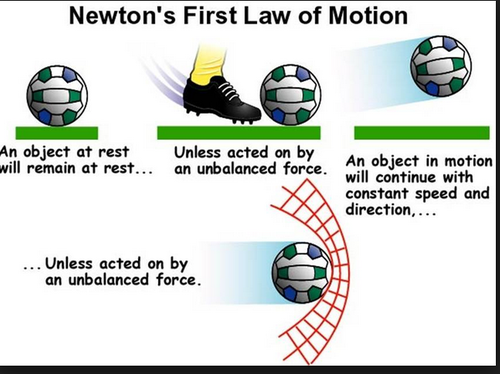 Newton's First Law of Motion
An object at rest
will remain at rest...
Unless acted on by
an unbalanced force.
An object in motion
will continue with
constant speed and
direction,...
... Unless acted on by
an unbalanced force.